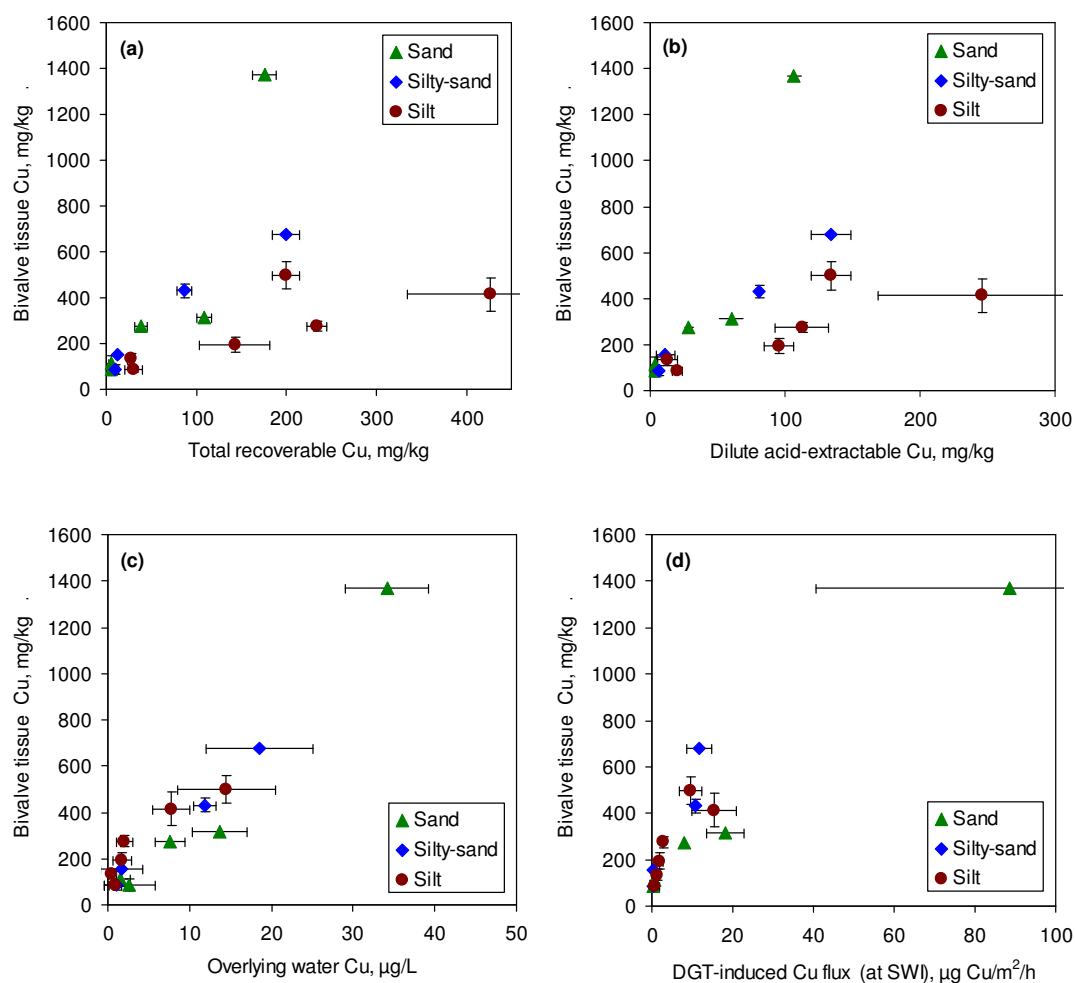 (a)
Sand
Silty-sand
Silt
1600
1400
1200
1000
800
600
400
200
0
Bivalve tissue Cu, mg/kg .
0 100 200 300 400
Total recoverable Cu, mg/kg
(b)
Sand
Silty-sand
Silt
1600
1400
1200
1000
800
600
400
200
0
Bivalve tissue Cu, mg/kg .
0 100 200 300
Dilute acid-extractable Cu, mg/kg
(c)
Sand
Silty-sand
Silt
1600
1400
1200
1000
800
600
400
200
0
Bivalve tissue Cu, mg/kg .
0 10 20 30 40 50
Overlying water Cu, µg/L
(d)
Sand
Silty-sand
Silt
1600
1400
1200
1000
800
600
400
200
0
Bivalve tissue Cu, mg/kg .
0 20 40 60 80 100
DGT-induced Cu flux (at SWI), µg Cu/m²/h